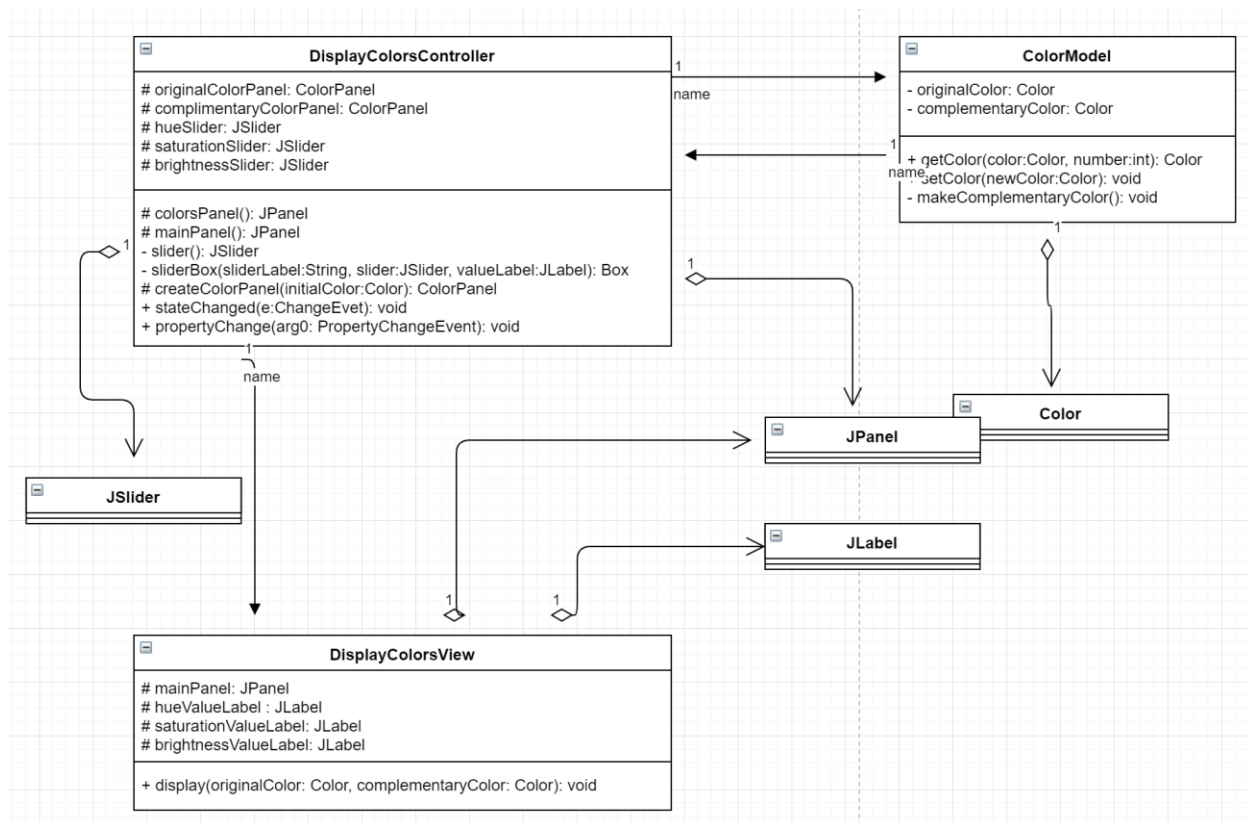 DisplayColorsController
# originalColorPanel: ColorPanel
# complimentaryColorPanel: ColorPanel
# hueSlider: JSlider
# saturationSlider: JSlider
# brightnessSlider: JSlider
# colorsPanel(): JPanel
# mainPanel(): JPanel
- slider(): JSlider
- sliderBox(sliderLabel:String, slider:JSlider, valueLabel:JLabel): Box
# createColorPanel(initialColor:Color): ColorPanel
+ stateChanged(e:ChangeEvet): void
+ propertyChange(arg0: PropertyChangeEvent): void
1
name
ColorModel
- originalColor: Color
- complementaryColor: Color
1
name
+ getColor(color:Color, number:int): Color
setColor(newColor:Color): void
- makeComplementaryColor(): void
1
1
1
1
name
Color
JPanel
JSlider
JLabel
1
1
DisplayColorsView
# mainPanel: JPanel
# hueValueLabel : JLabel
# saturationValueLabel: JLabel
# brightnessValueLabel: JLabel
+ display(originalColor: Color, complementaryColor: Color): void